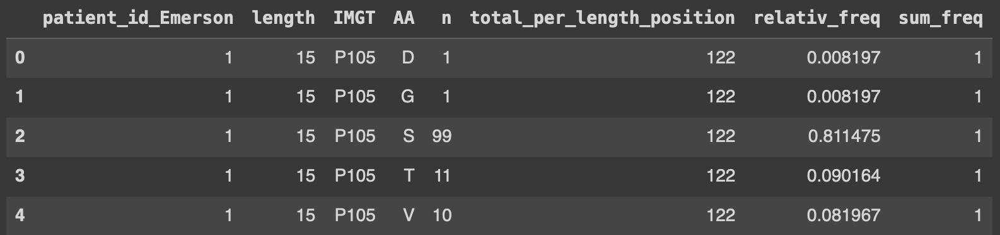 patient_id_Emerson length IMGT AA n total_per_length_position relativ_freq sum_freq
0 1 15 P105 D 1 122 0.008197 1
1 1 15 P105 G 1 122 0.008197 1
2 1 15 P105 S 99 122 0.811475 1
3 1 15 P105 T 11 122 0.090164 1
4 1 15 P105 V 10 122 0.081967 1